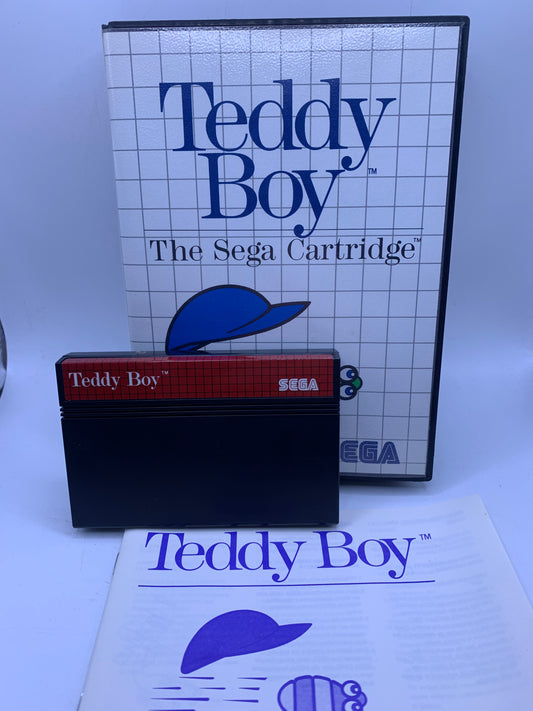 Teddy
Boy™
The Sega Cartridge™
Teddy Boy™
SEGA
EGA
Teddy Boy™